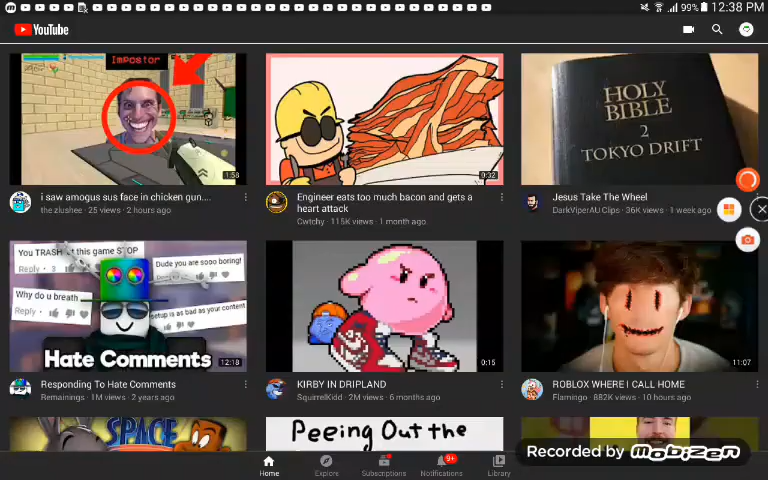 99% 12:38 PM
YouTube
Impostor
1:58
i saw amogus sus face in chicken gun....
the zlushee · 25 views · 2 hours ago
0:32
Engineer eats too much bacon and gets a
heart attack
Cwtchy · 115K views · 1 month ago
HOLY
BIBLE
2
TOKYO DRIFT
Jesus Take The Wheel
DarkViperAU Clips · 36K views · 1 week ago
You TRASH at this game STOP
Reply · 3
Dude you are sooo boring!
Why do u breath
Reply ·
setup is as bad as your content
Hate Comments
12:18
Responding To Hate Comments
Remainings · 1M views · 2 years ago
0:15
KIRBY IN DRIPLAND
SquirrelKidd · 2M views · 6 months ago
11:07
ROBLOX WHERE I CALL HOME
Flamingo · 882K views · 10 hours ago
SPACE
Peeing Out the
Recorded by mobizen
Home
Explore
Subscriptions
9+
Notifications
Library